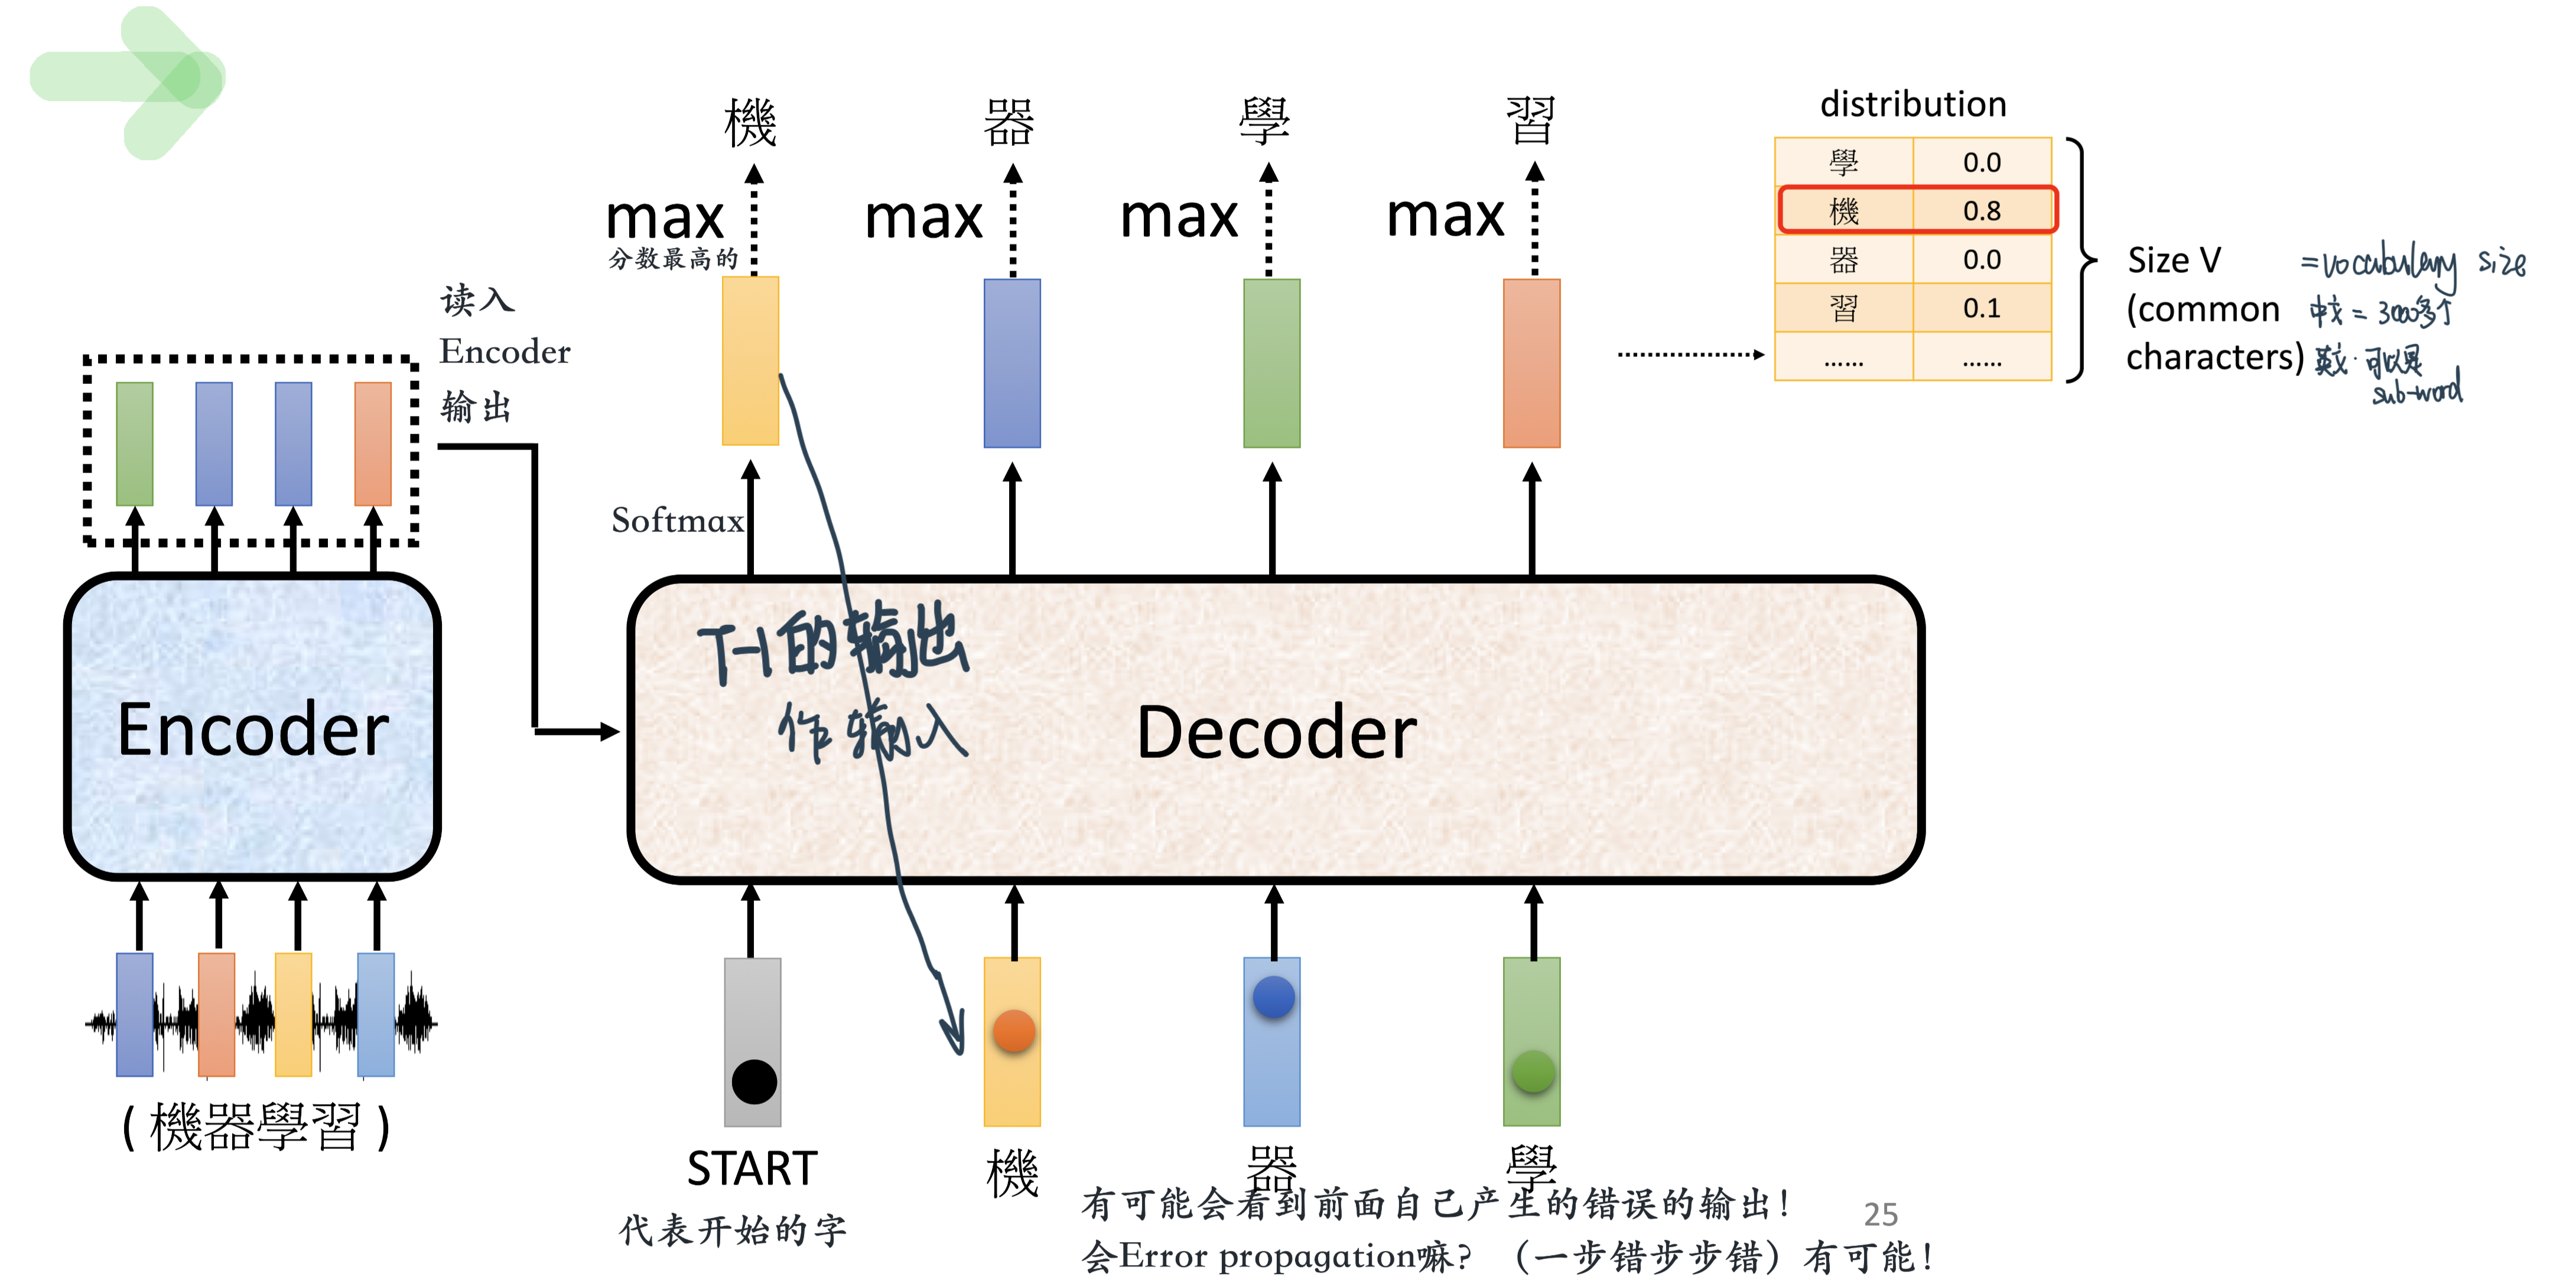 機 器 學 習
max max max max
分数最高的
distribution
學 0.0
機 0.8
器 0.0
習 0.1
...... ......
Size V
(common
characters)
=vocabulary size
中文 = 3000多个
英文·可以是
sub-word
读入
Encoder
输出
Softmax
Encoder
T-1的输出
作输入
Decoder
(機器學習)
START 機 器 學
代表开始的字
有可能会看到前面自己产生的错误的输出!
会Error propagation嘛? (一步错步步错) 有可能!
25